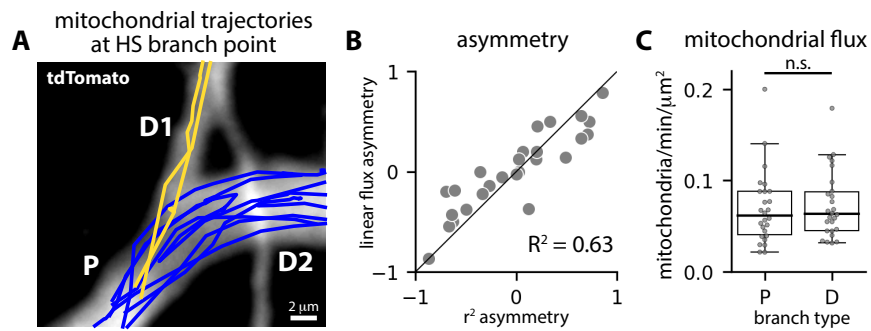 A
mitochondrial trajectories
at HS branch point
tdTomato
D1
P
D2
2 μm
B
asymmetry
linear flux asymmetry
1
0
−1
R² = 0.63
−1
0
1
r² asymmetry
C
mitochondrial flux
n.s.
mitochondria/min/μm²
0.2
0.1
0.0
P
D
branch type